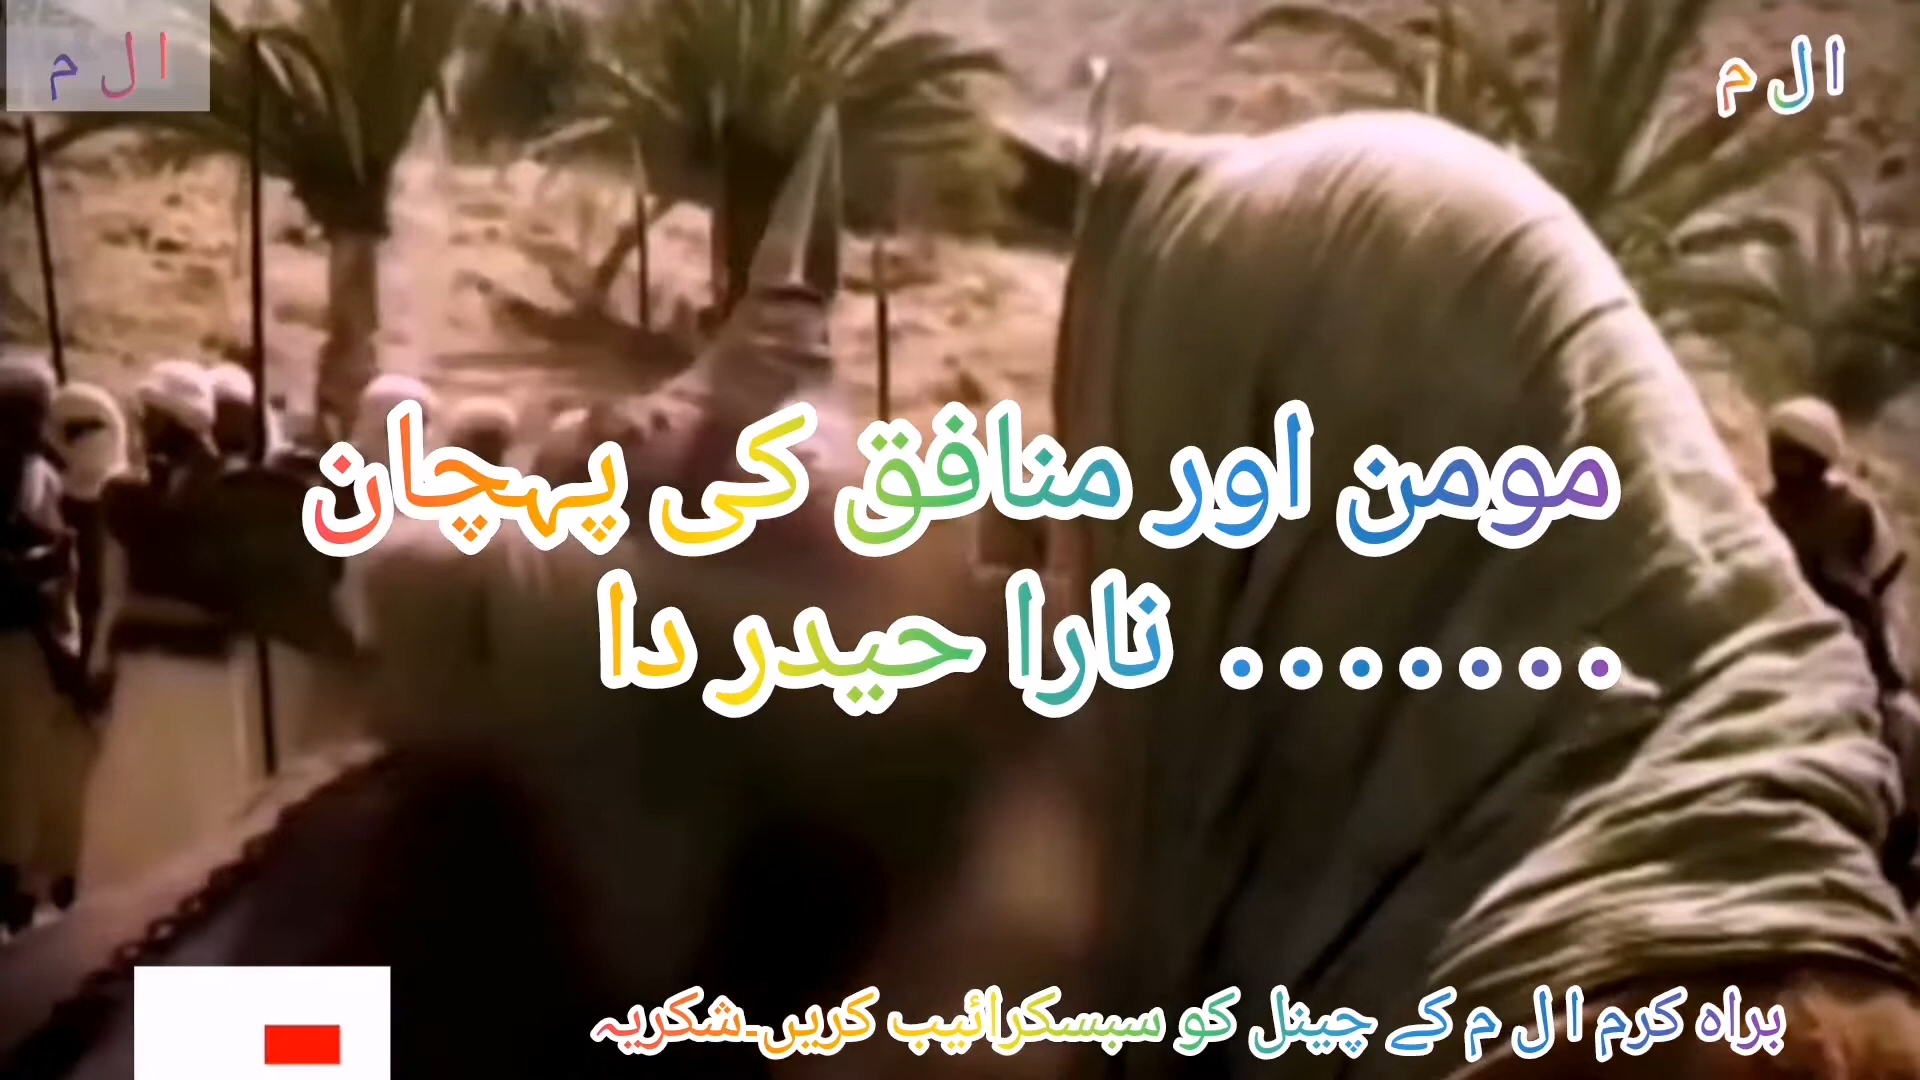 ا ل م
ا ل م
مومن اور منافق کی پہچان
....... نارا حیدر دا
براہ کرم ا ل م کے چینل کو سبسکرائیب کریں۔شکریہ